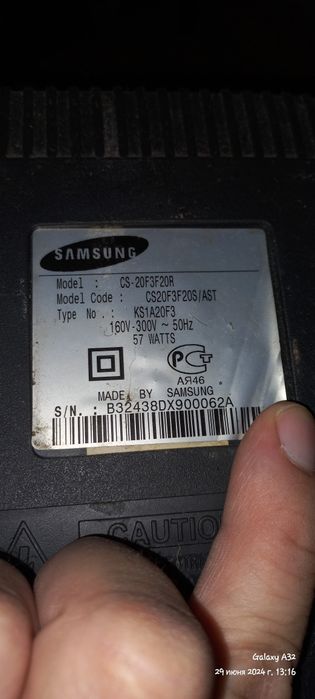 SAMSUNG
Model : CS-20F3F20R
Model Code : CS20F3F20S/AST
Type No . : KS1A20F3
160V-300V ~ 50Hz
57 WATTS
РСТ
АЯ46
MADE BY SAMSUNG
S/N. : B32438DX900062A
CAUTIO
Galaxy A32
29 июня 2024 г., 13:16